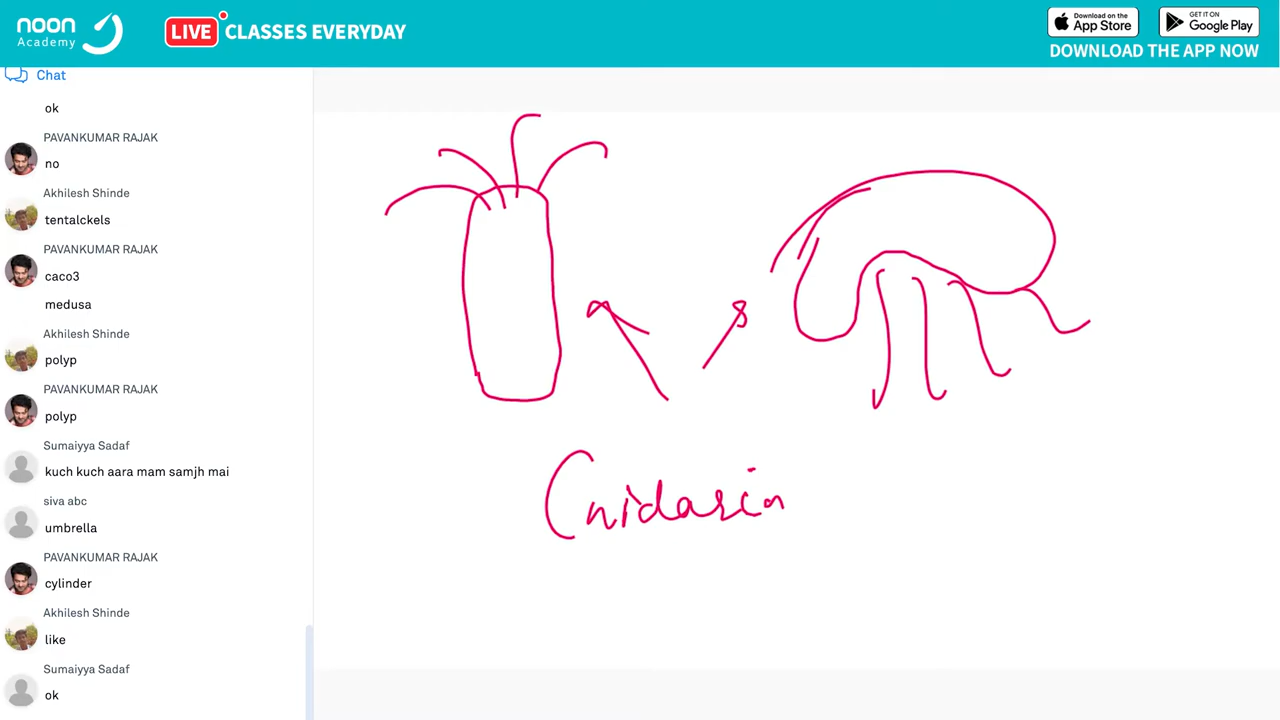 noon
Academy
LIVE CLASSES EVERYDAY
Download on the
App Store
GET IT ON
Google Play
DOWNLOAD THE APP NOW
Chat
ok
PAVANKUMAR RAJAK
no
Akhilesh Shinde
tentalckels
PAVANKUMAR RAJAK
caco3
medusa
Akhilesh Shinde
polyp
PAVANKUMAR RAJAK
polyp
Sumaiyya Sadaf
kuch kuch aara mam samjh mai
siva abc
umbrella
PAVANKUMAR RAJAK
cylinder
Akhilesh Shinde
like
Sumaiyya Sadaf
ok
Cnidarin